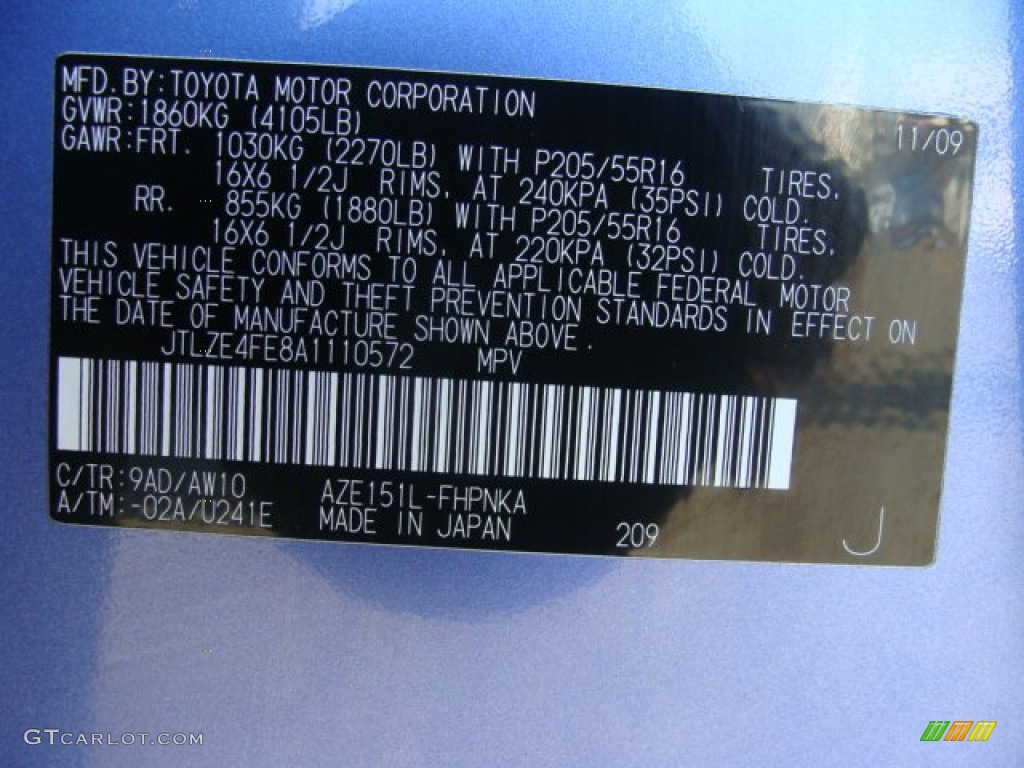 MFD.BY:TOYOTA MOTOR CORPORATION
GVWR:1860KG (4105LB) 11/09
GAWR:FRT. 1030KG (2270LB) WITH P205/55R16 TIRES,
16X6 1/2J RIMS, AT 240KPA (35PSI) COLD.
RR. 855KG (1880LB) WITH P205/55R16 TIRES,
16X6 1/2J RIMS, AT 220KPA (32PSI) COLD.
THIS VEHICLE CONFORMS TO ALL APPLICABLE FEDERAL MOTOR
VEHICLE SAFETY AND THEFT PREVENTION STANDARDS IN EFFECT ON
THE DATE OF MANUFACTURE SHOWN ABOVE.
JTLZE4FE8A1110572 MPV
C/TR:9AD/AW10 AZE151L-FHPNKA
A/TM:-02A/U241E MADE IN JAPAN 209 J
GTCARLOT.COM